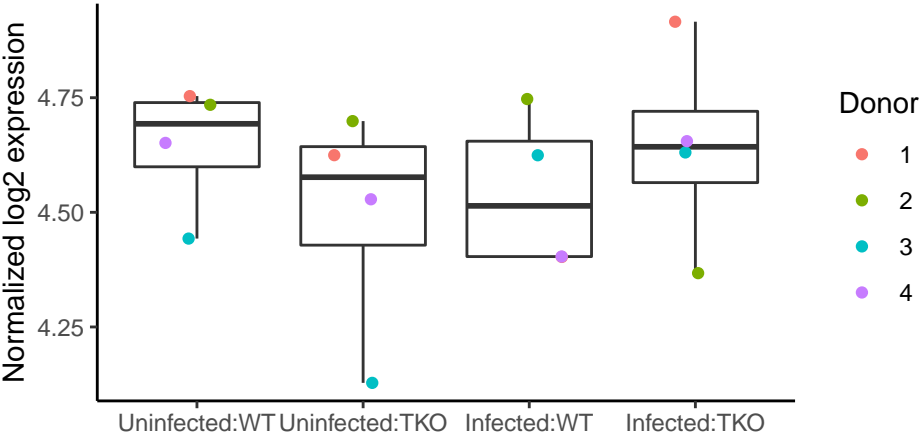 Normalized log2 expression
4.75
4.50
4.25
Uninfected:WT
Uninfected:TKO
Infected:WT
Infected:TKO
Donor
1
2
3
4